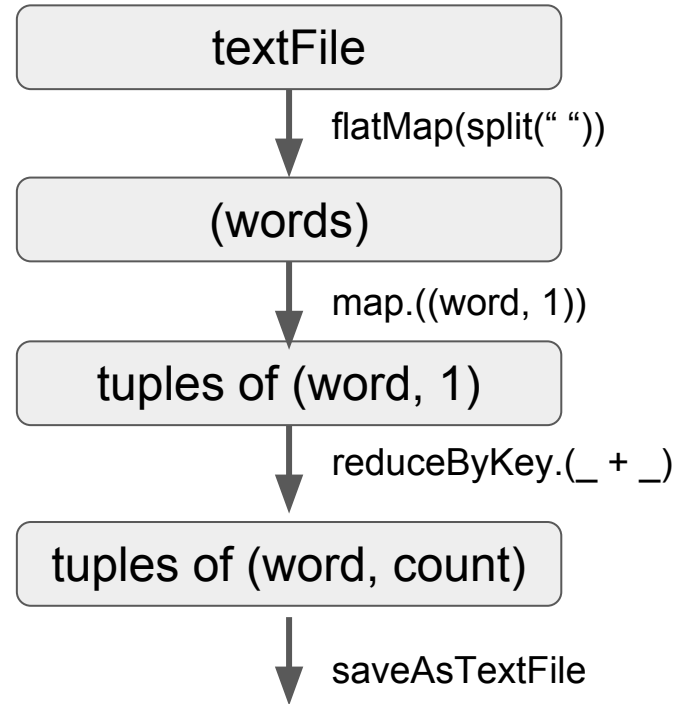 textFile
flatMap(split(“ “))
(words)
map.((word, 1))
tuples of (word, 1)
reduceByKey.(_ + _)
tuples of (word, count)
saveAsTextFile